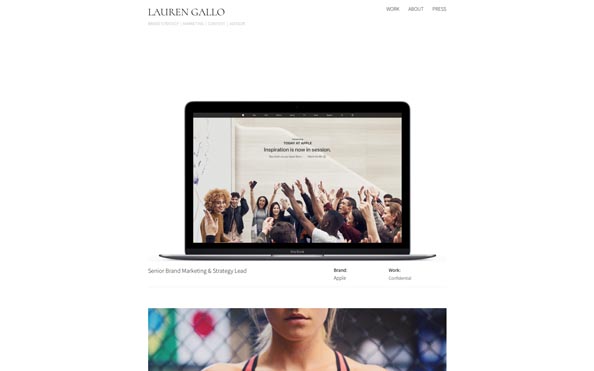 LAUREN GALLO
WORK ABOUT PRESS
BRAND STRATEGY | MARKETING | CONTENT | ADVISOR
TODAY AT APPLE
Inspiration is now in session.
MacBook
Senior Brand Marketing & Strategy Lead
Brand:
Apple
Work:
Confidential